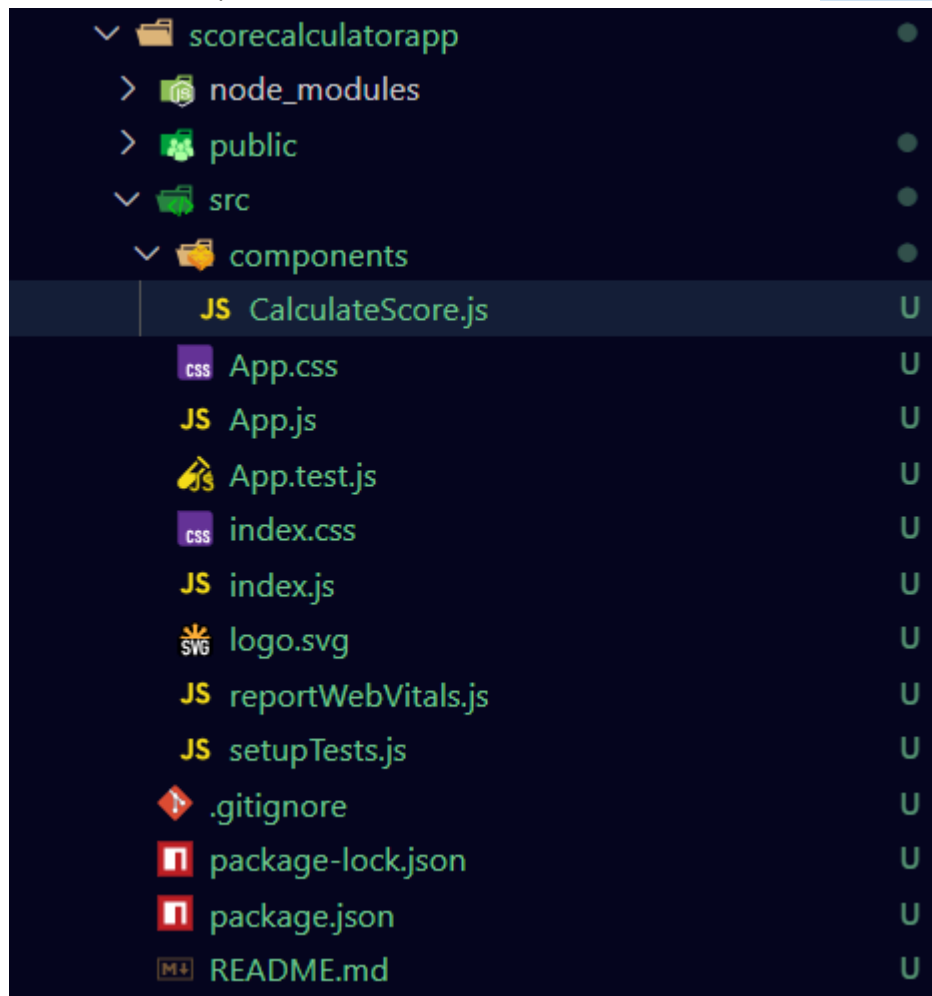 scorecalculatorapp
node_modules
public
src
components
JS CalculateScore.js U
css App.css U
JS App.js U
JS App.test.js U
css index.css U
JS index.js U
SVG logo.svg U
JS reportWebVitals.js U
JS setupTests.js U
.gitignore U
package-lock.json U
package.json U
M README.md U